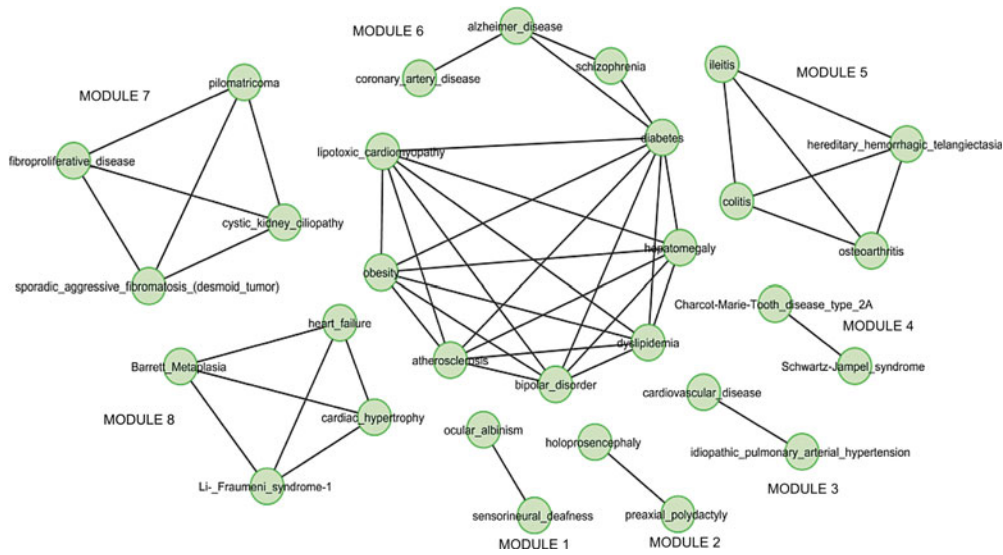 alzheimer_disease
MODULE 6
schizophrenia
coronary_artery_disease
ileitis
MODULE 5
pilomatricoma
MODULE 7
diabetes
hereditary_hemorrhagic_telangiectasia
lipotoxic_cardiomyopathy
fibroproliferative_disease
colitis
cystic_kidney_ciliopathy
hepatomegaly
osteoarthritis
obesity
sporadic_aggressive_fibromatosis_(desmoid_tumor)
Charcot-Marie-Tooth_disease_type_2A
heart_failure
MODULE 4
dyslipidemia
atherosclerosis
Barrett_Metaplasia
Schwartz-Jampel_syndrome
bipolar_disorder
cardiovascular_disease
cardiac_hypertrophy
MODULE 8
ocular_albinism
holoprosencephaly
idiopathic_pulmonary_arterial_hypertension
Li-_Fraumeni_syndrome-1
MODULE 3
sensorineural_deafness
preaxial_polydactyly
MODULE 1
MODULE 2